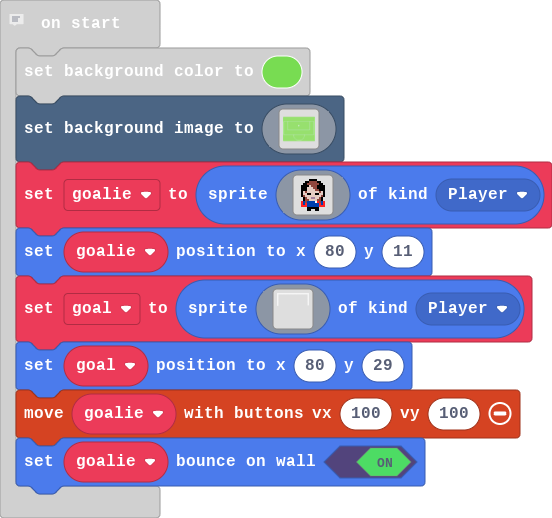 on start
set background color to
set background image to
set goalie to sprite of kind Player
set goalie position to x 80 y 11
set goal to sprite of kind Player
set goal position to x 80 y 29
move goalie with buttons vx 100 vy 100
set goalie bounce on wall ON